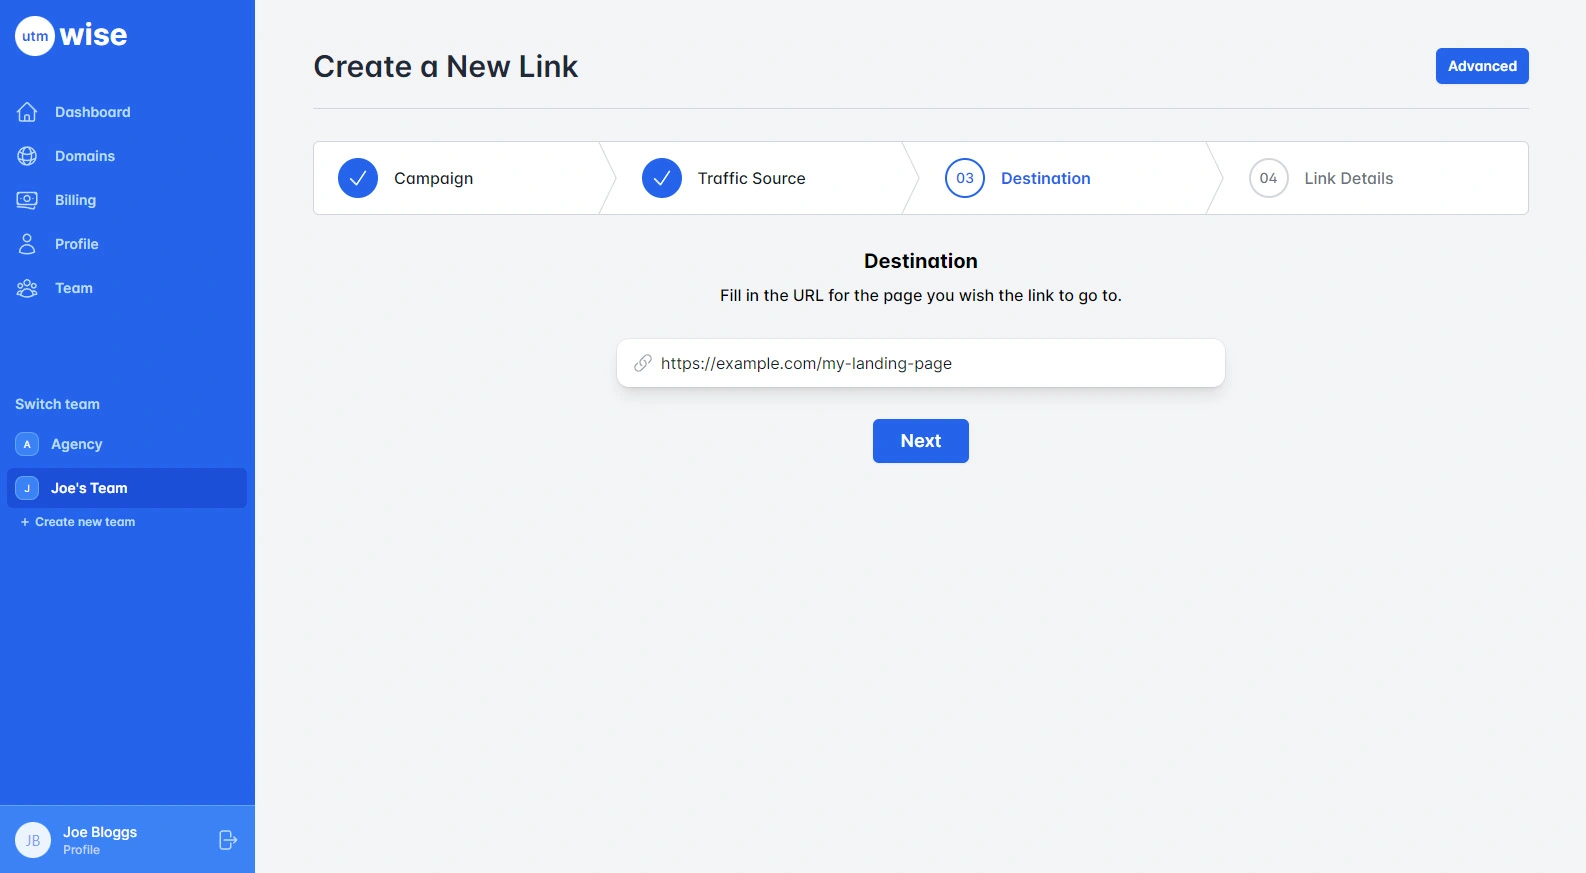 utm wise
Dashboard
Domains
Billing
Profile
Team
Switch team
A Agency
J Joe's Team
+ Create new team
JB Joe Bloggs
Profile
Create a New Link
Advanced
Campaign
Traffic Source
03 Destination
04 Link Details
Destination
Fill in the URL for the page you wish the link to go to.
https://example.com/my-landing-page
Next